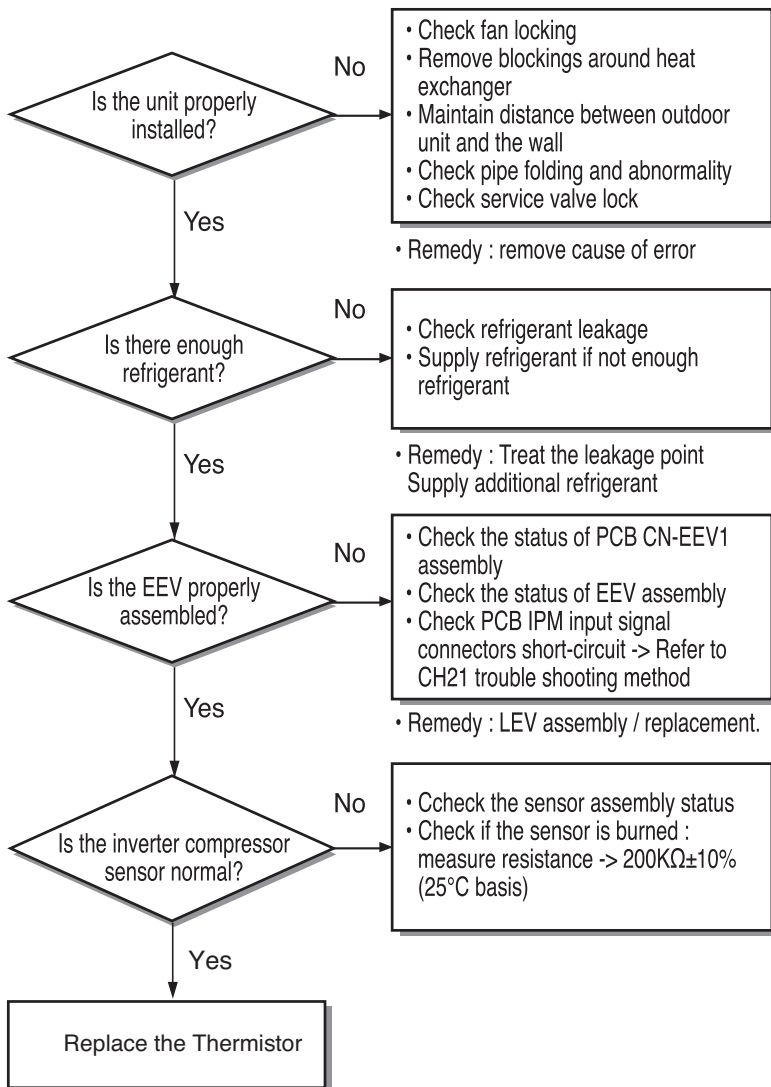 Is the unit properly
installed?
No
• Check fan locking
• Remove blockings around heat
exchanger
• Maintain distance between outdoor
unit and the wall
• Check pipe folding and abnormality
• Check service valve lock
• Remedy : remove cause of error
Yes
Is there enough
refrigerant?
No
• Check refrigerant leakage
• Supply refrigerant if not enough
refrigerant
• Remedy : Treat the leakage point
Supply additional refrigerant
Yes
Is the EEV properly
assembled?
No
• Check the status of PCB CN-EEV1
assembly
• Check the status of EEV assembly
• Check PCB IPM input signal
connectors short-circuit -> Refer to
CH21 trouble shooting method
• Remedy : LEV assembly / replacement.
Yes
Is the inverter compressor
sensor normal?
No
• Ccheck the sensor assembly status
• Check if the sensor is burned :
measure resistance -> 200KΩ±10%
(25°C basis)
Yes
Replace the Thermistor